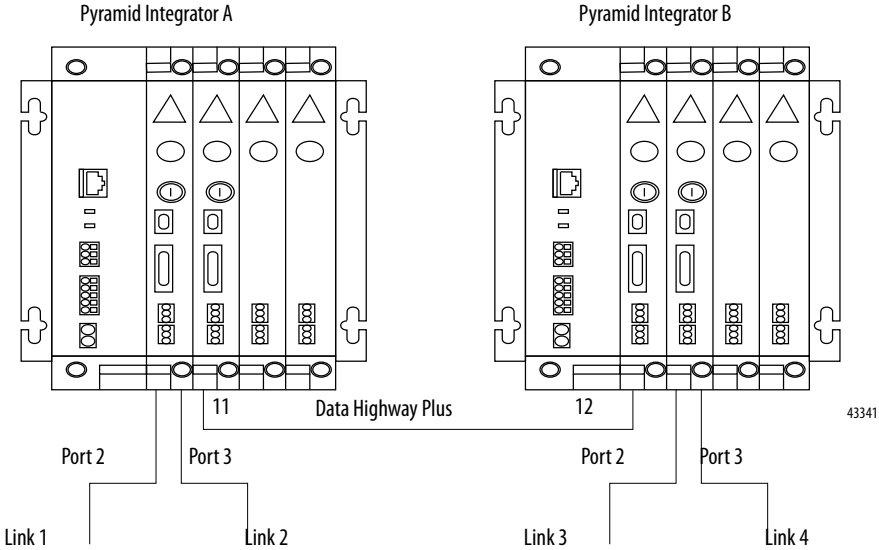 Pyramid Integrator A
Pyramid Integrator B
11
Data Highway Plus
12
43341
Port 2
Port 3
Port 2
Port 3
Link 1
Link 2
Link 3
Link 4